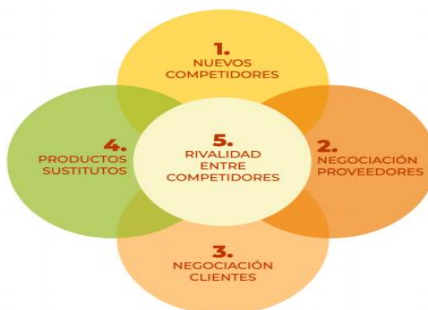 1.
NUEVOS
COMPETIDORES
4.
PRODUCTOS
SUSTITUTOS
5.
RIVALIDAD
ENTRE
COMPETIDORES
2.
NEGOCIACIÓN
PROVEEDORES
3.
NEGOCIACIÓN
CLIENTES